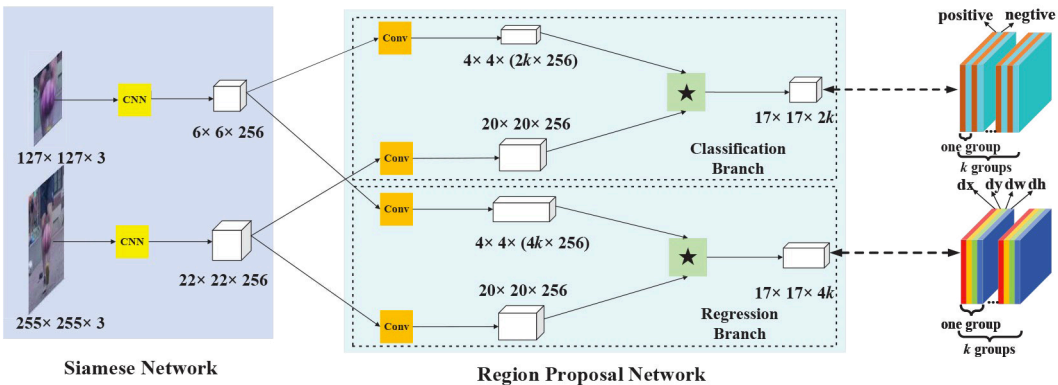 CNN
6× 6× 256
127× 127× 3
CNN
22× 22× 256
255× 255× 3
Siamese Network
Conv
4× 4× (2k× 256)
20× 20× 256
Conv
17× 17× 2k
Classification
Branch
Conv
4× 4× (4k× 256)
20× 20× 256
Conv
17× 17× 4k
Regression
Branch
Region Proposal Network
positive negtive
...
one group
k groups
dx dy dw dh
...
one group
k groups